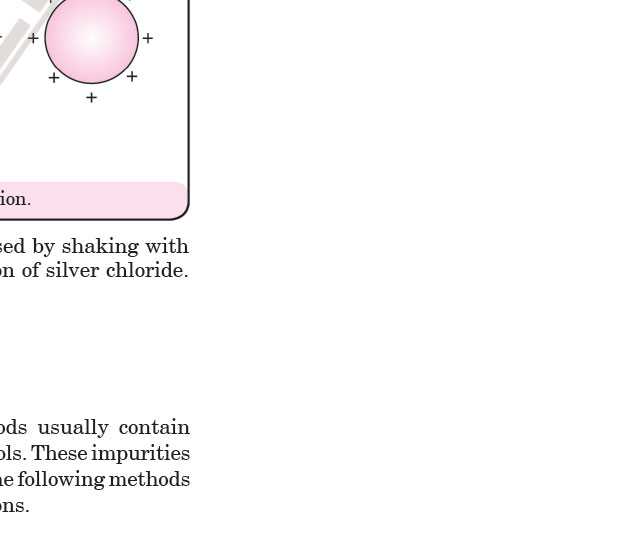 + +
+ +
+
ion.
sed by shaking with
on of silver chloride.
ods usually contain
ols. These impurities
he following methods
ons.